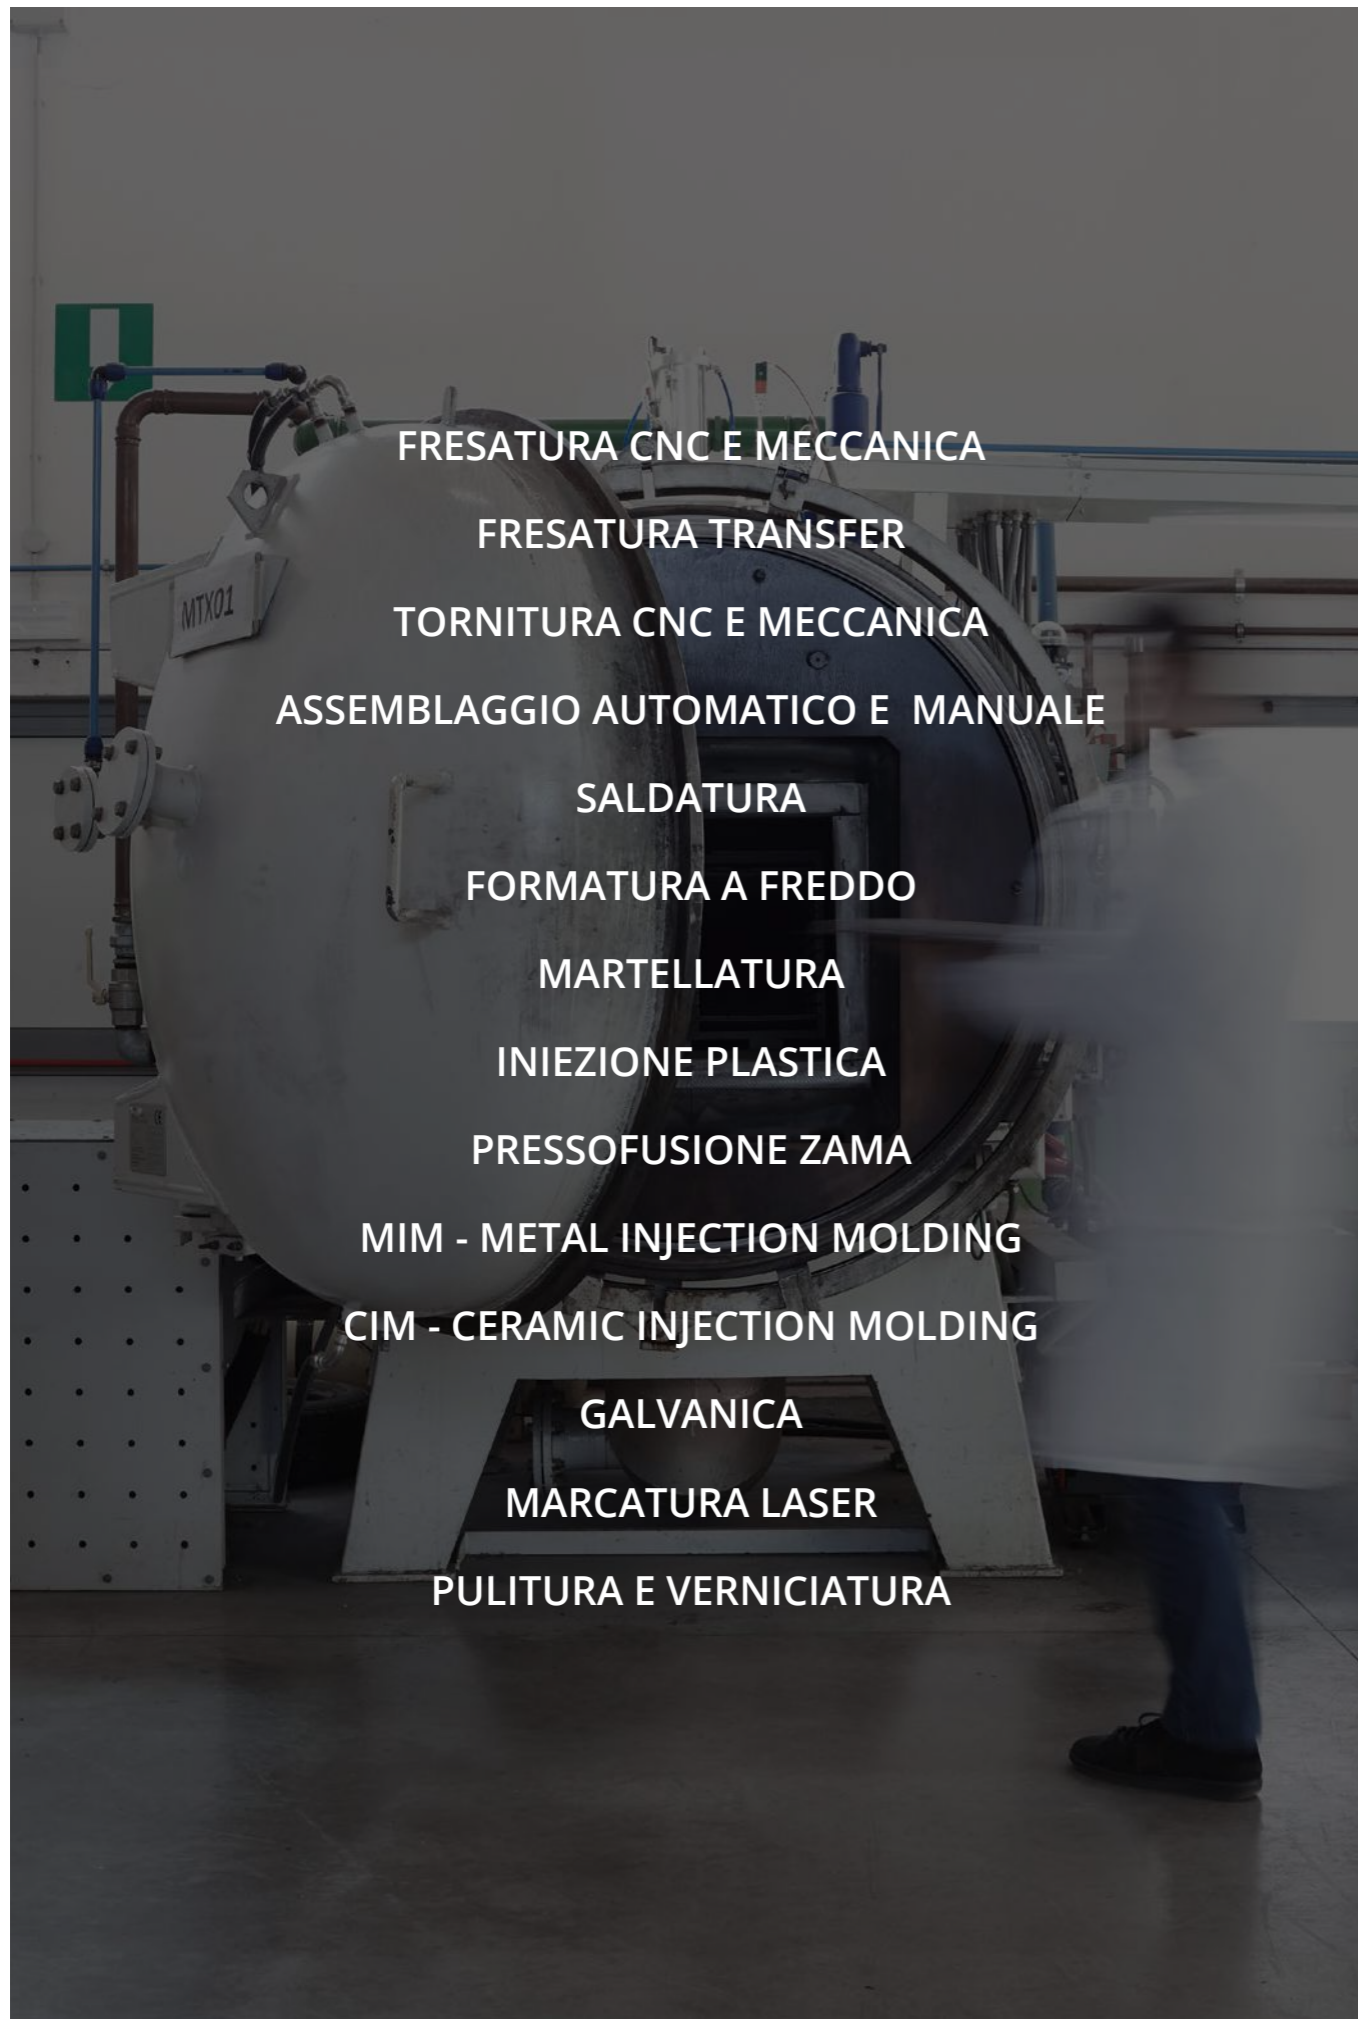 FRESATURA CNC E MECCANICA
FRESATURA TRANSFER
TORNITURA CNC E MECCANICA
MTX01
ASSEMBLAGGIO AUTOMATICO E  MANUALE
SALDATURA
FORMATURA A FREDDO
MARTELLATURA
INIEZIONE PLASTICA
PRESSOFUSIONE ZAMA
MIM - METAL INJECTION MOLDING
CIM - CERAMIC INJECTION MOLDING
GALVANICA
MARCATURA LASER
PULITURA E VERNICIATURA